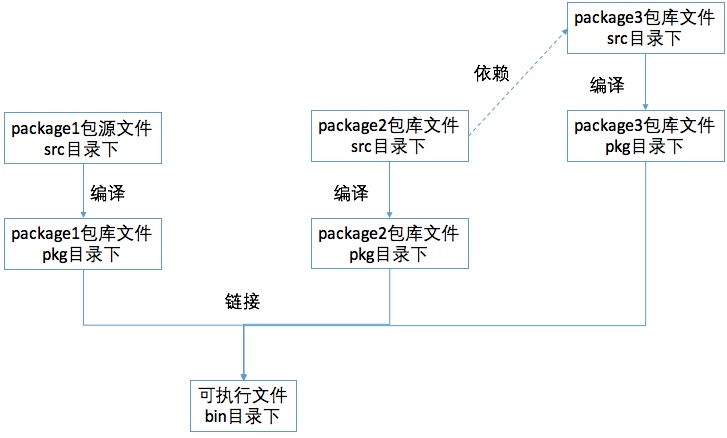 package3包库文件
src目录下
依赖
编译
package1包源文件
src目录下
package2包库文件
src目录下
package3包库文件
pkg目录下
编译
编译
package1包库文件
pkg目录下
package2包库文件
pkg目录下
链接
可执行文件
bin目录下